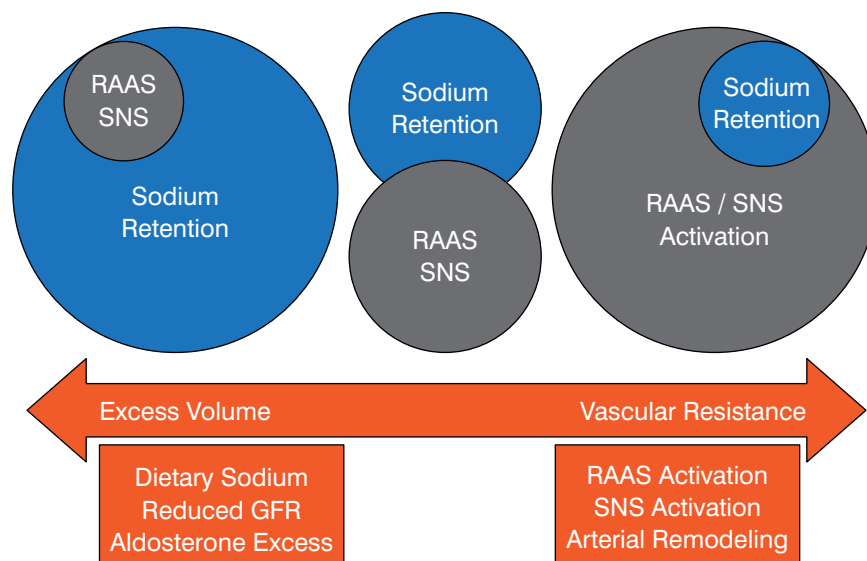 RAAS
SNS
Sodium
Retention
Sodium
Retention
RAAS
SNS
Sodium
Retention
RAAS / SNS
Activation
Excess Volume
Vascular Resistance
Dietary Sodium
Reduced GFR
Aldosterone Excess
RAAS Activation
SNS Activation
Arterial Remodeling